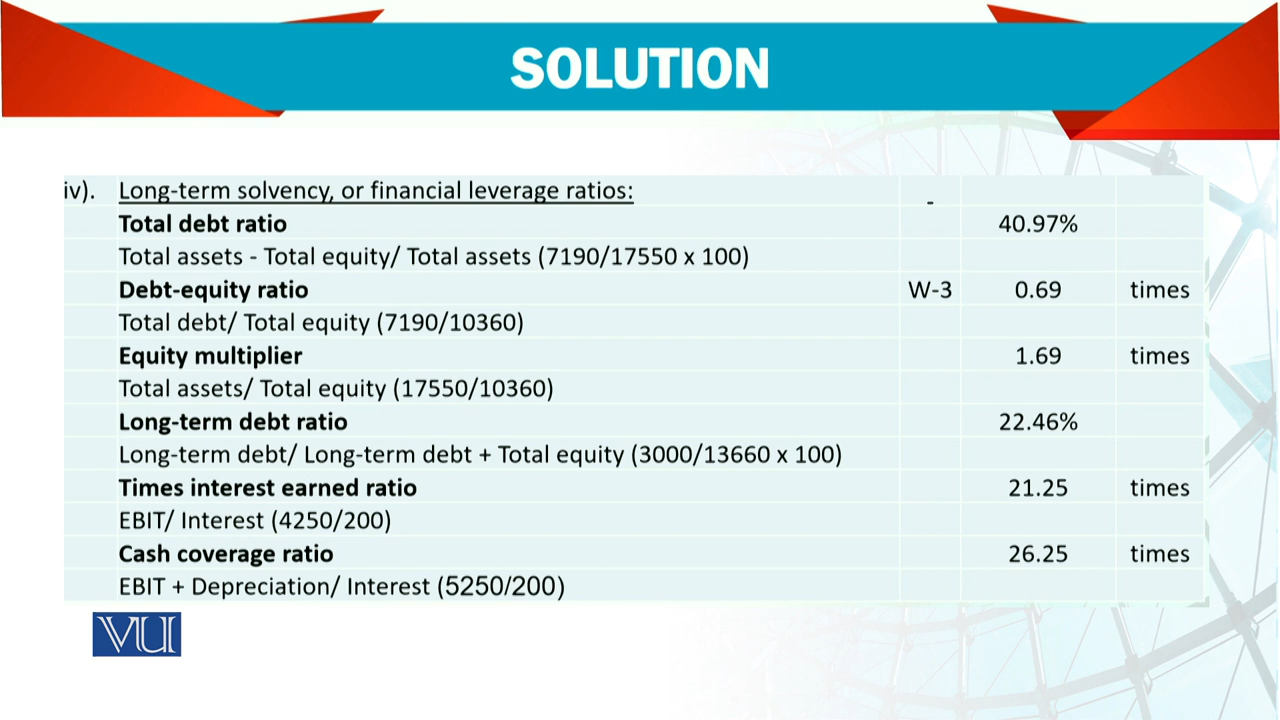 SOLUTION
iv). Long-term solvency, or financial leverage ratios: -
Total debt ratio 40.97%
Total assets - Total equity/ Total assets (7190/17550 x 100)
Debt-equity ratio W-3 0.69 times
Total debt/ Total equity (7190/10360)
Equity multiplier 1.69 times
Total assets/ Total equity (17550/10360)
Long-term debt ratio 22.46%
Long-term debt/ Long-term debt + Total equity (3000/13660 x 100)
Times interest earned ratio 21.25 times
EBIT/ Interest (4250/200)
Cash coverage ratio 26.25 times
EBIT + Depreciation/ Interest (5250/200)
VU